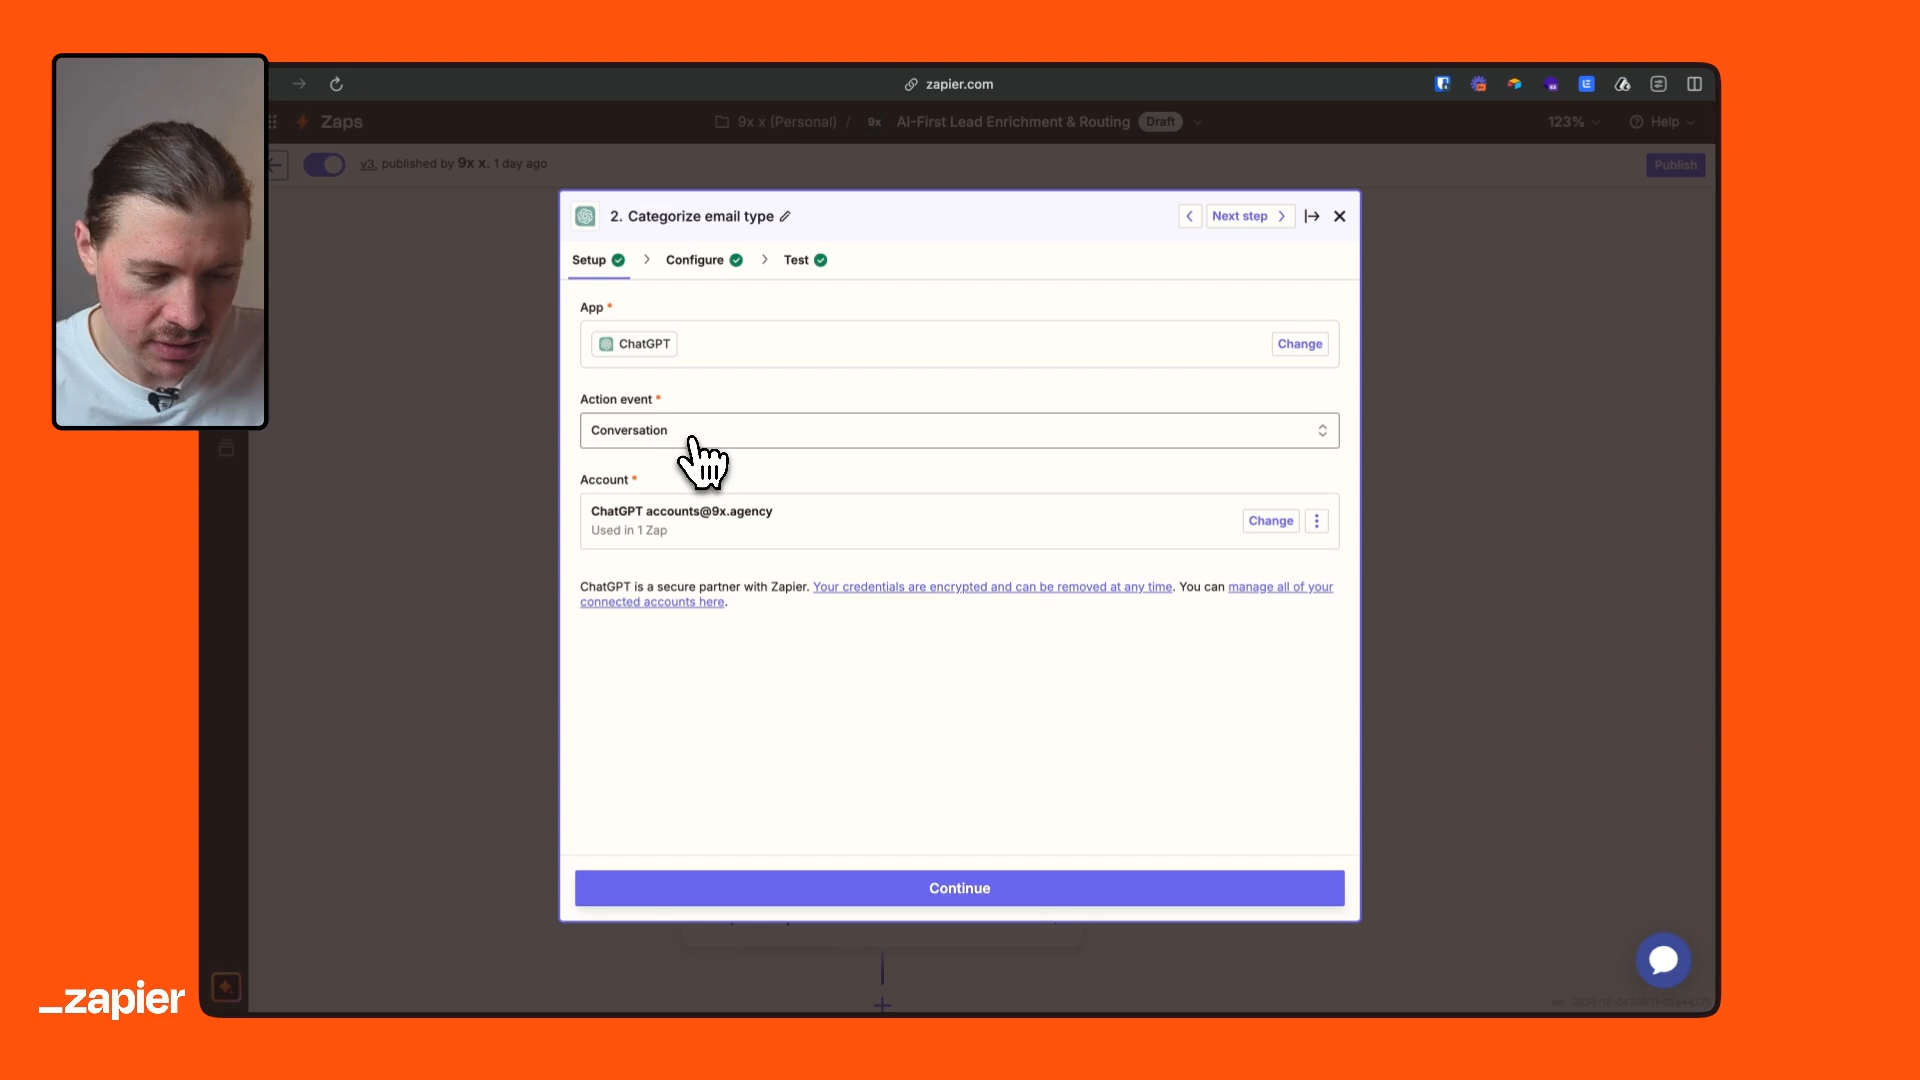 zapier.com
Zaps
9x x (Personal) / 9x AI-First Lead Enrichment & Routing Draft
123%
Help
v3. published by 9x x. 1 day ago
Publish
2. Categorize email type
Next step
Setup
Configure
Test
App *
ChatGPT
Change
Action event *
Conversation
Account *
ChatGPT accounts@9x.agency
Used in 1 Zap
Change
ChatGPT is a secure partner with Zapier. Your credentials are encrypted and can be removed at any time. You can manage all of your
connected accounts here.
Continue
_zapier